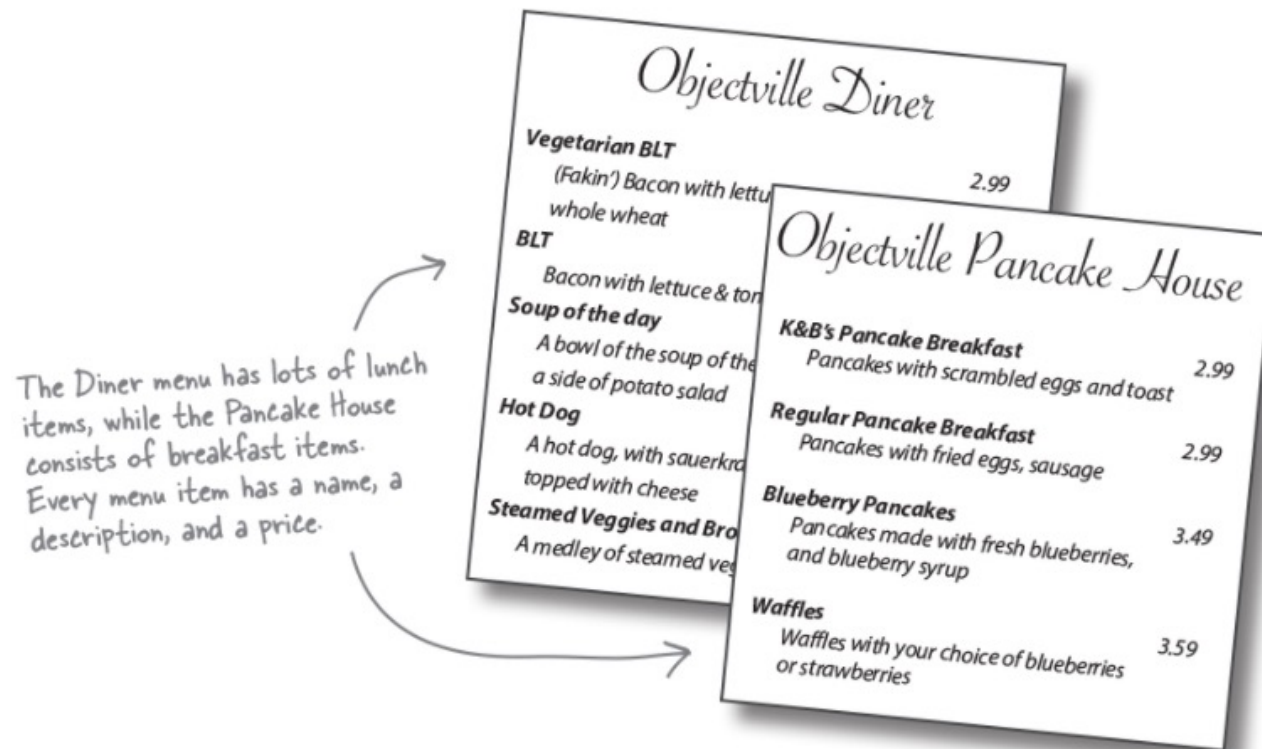 The Diner menu has lots of lunch
items, while the Pancake House
consists of breakfast items.
Every menu item has a name, a
description, and a price.
Objectville Diner
Vegetarian BLT
(Fakin') Bacon with 2.99
whole wheat
BLT
Bacon with lettuce &
Soup of the day
A bowl of the soup of the
a side of potato salad
Hot Dog
A hot dog, with
topped with cheese
Steamed Veggies and
A medley of steamed
Objectville Pancake House
K&B's Pancake Breakfast
Pancakes with scrambled eggs and toast 2.99
Regular Pancake Breakfast
Pancakes with fried eggs, sausage 2.99
Blueberry Pancakes
Pancakes made with fresh blueberries, 3.49
and blueberry syrup
Waffles
Waffles with your choice of blueberries 3.59
or strawberries